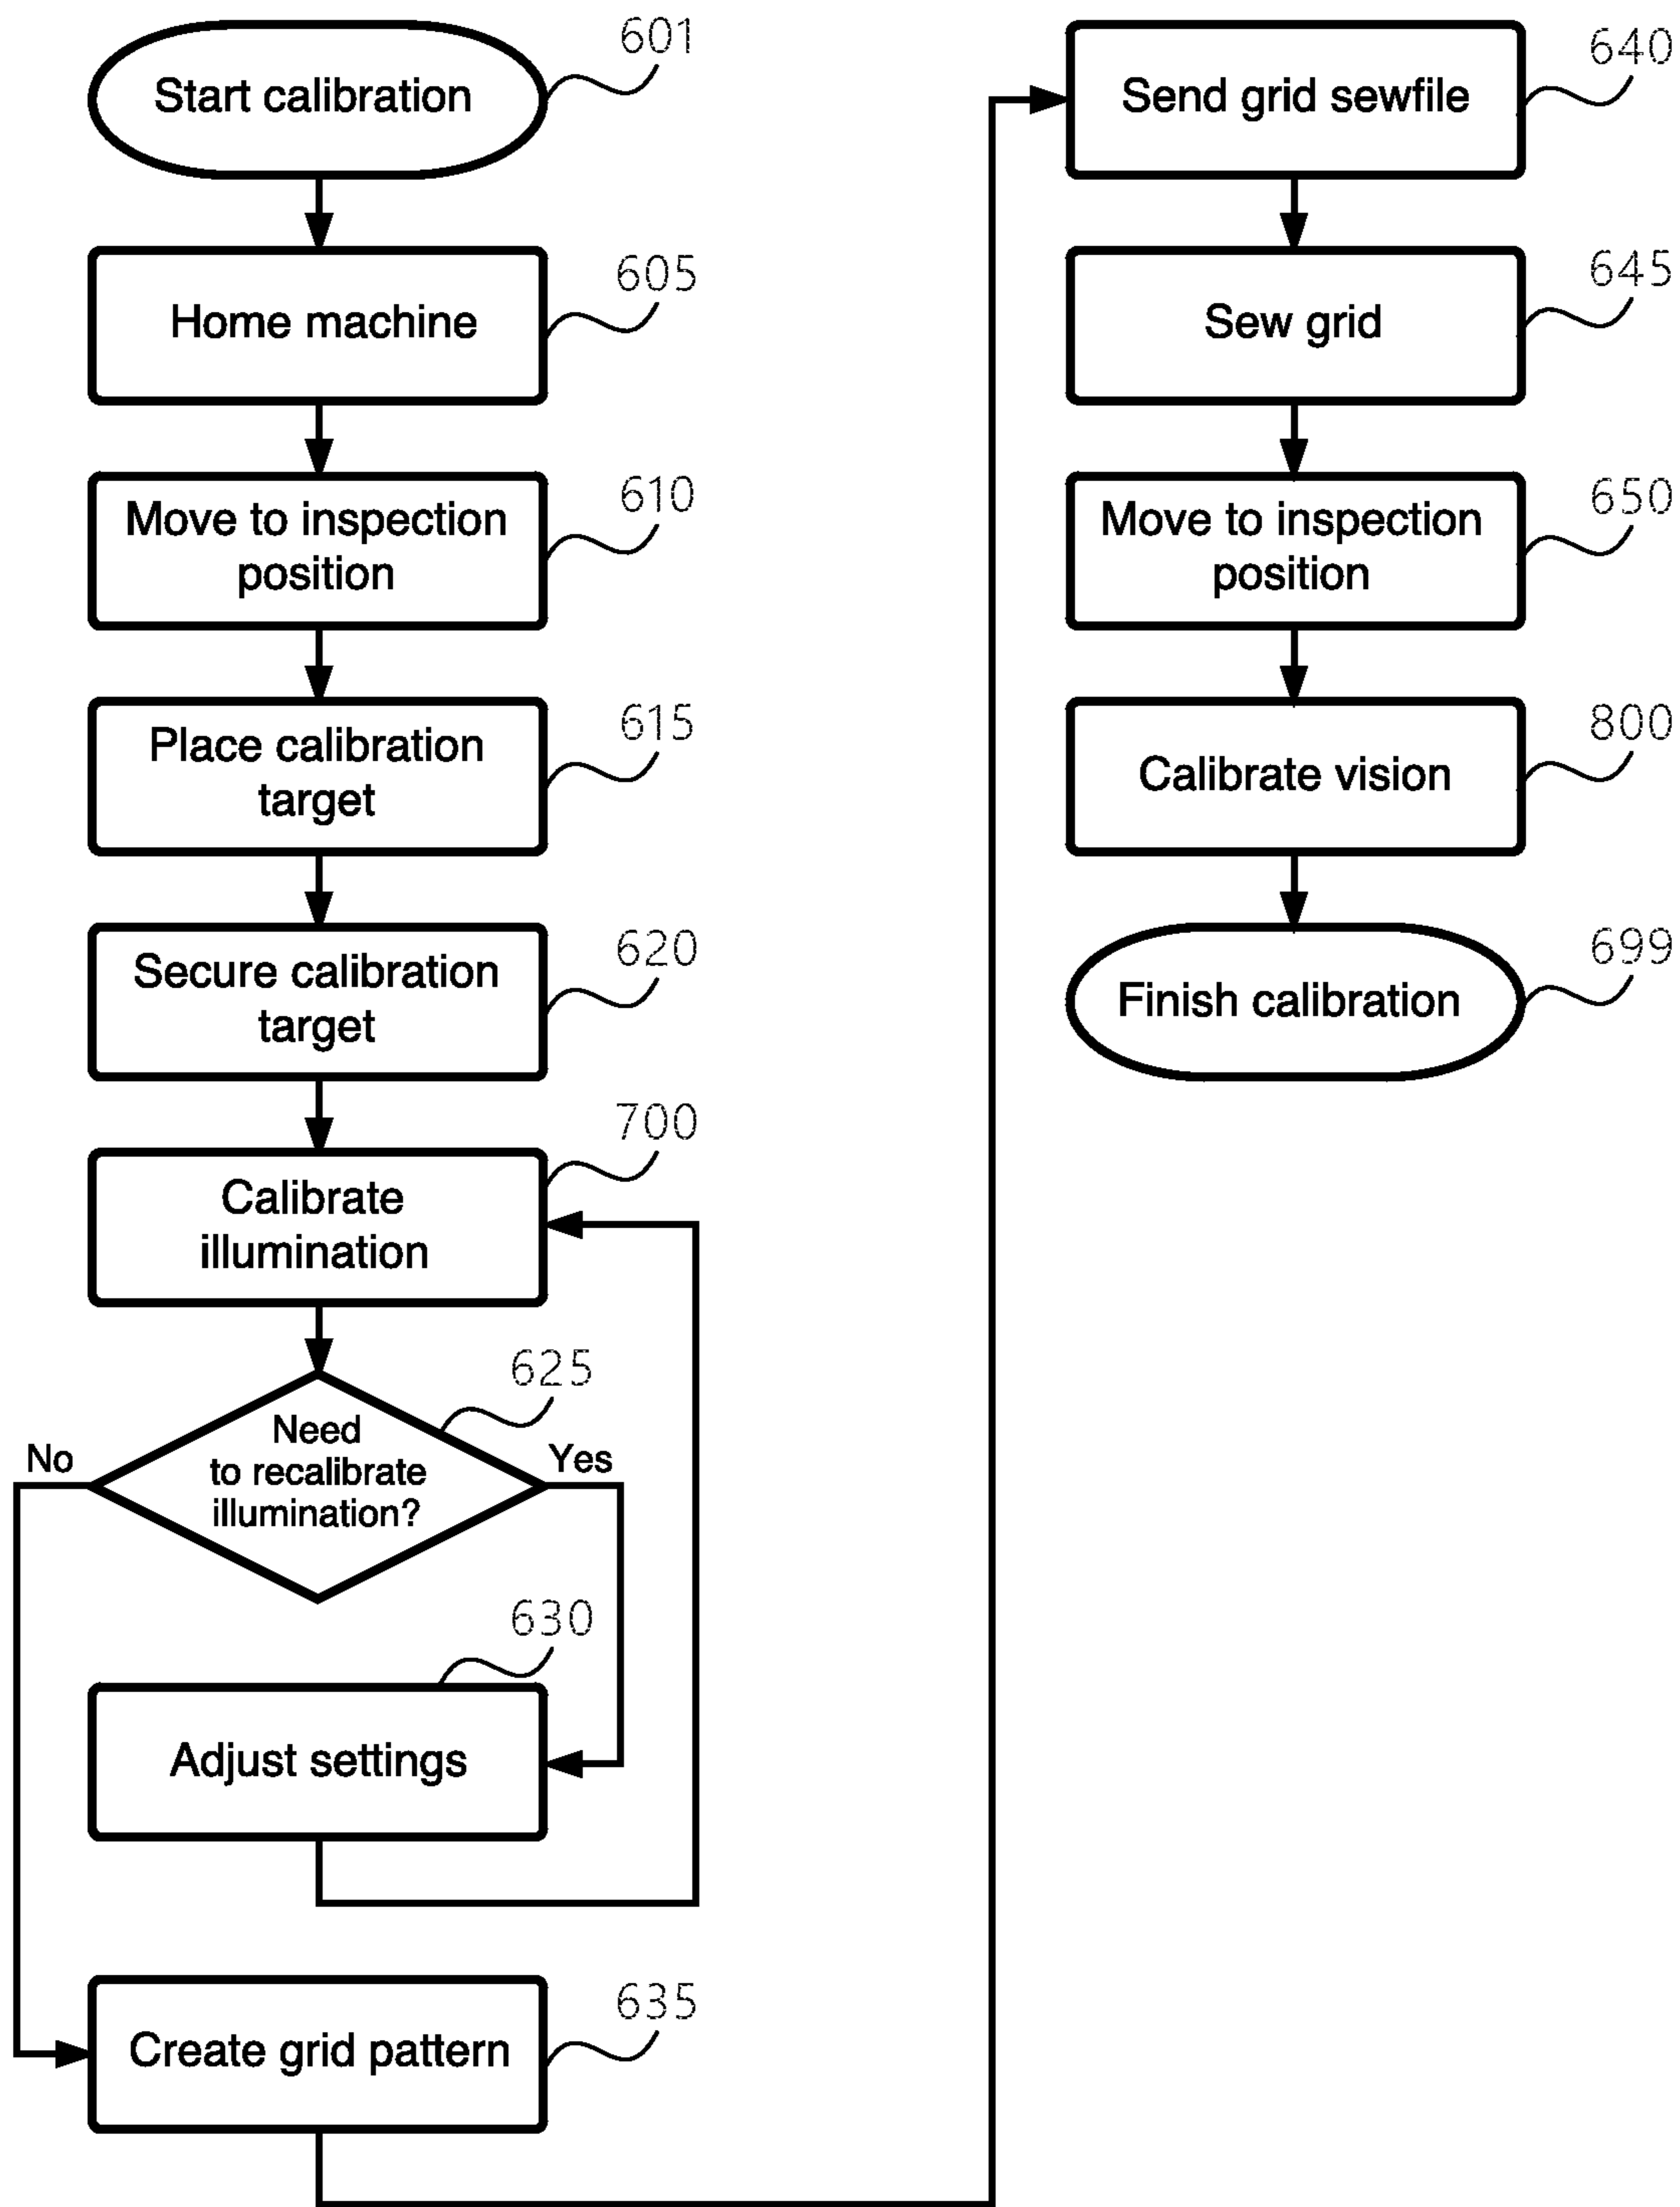 601
Start calibration
605
Home machine
610
Move to inspection
position
615
Place calibration
target
620
Secure calibration
target
700
Calibrate
illumination
625
Need
to recalibrate
illumination?
No
Yes
630
Adjust settings
635
Create grid pattern
640
Send grid sewfile
645
Sew grid
650
Move to inspection
position
800
Calibrate vision
699
Finish calibration